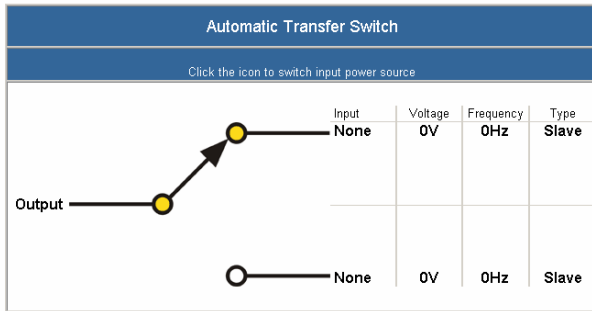 Automatic Transfer Switch
Click the icon to switch input power source
Input Voltage Frequency Type
None 0V 0Hz Slave
Output
None 0V 0Hz Slave